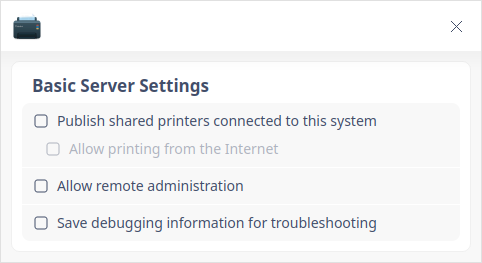 Basic Server Settings
Publish shared printers connected to this system
Allow printing from the Internet
Allow remote administration
Save debugging information for troubleshooting